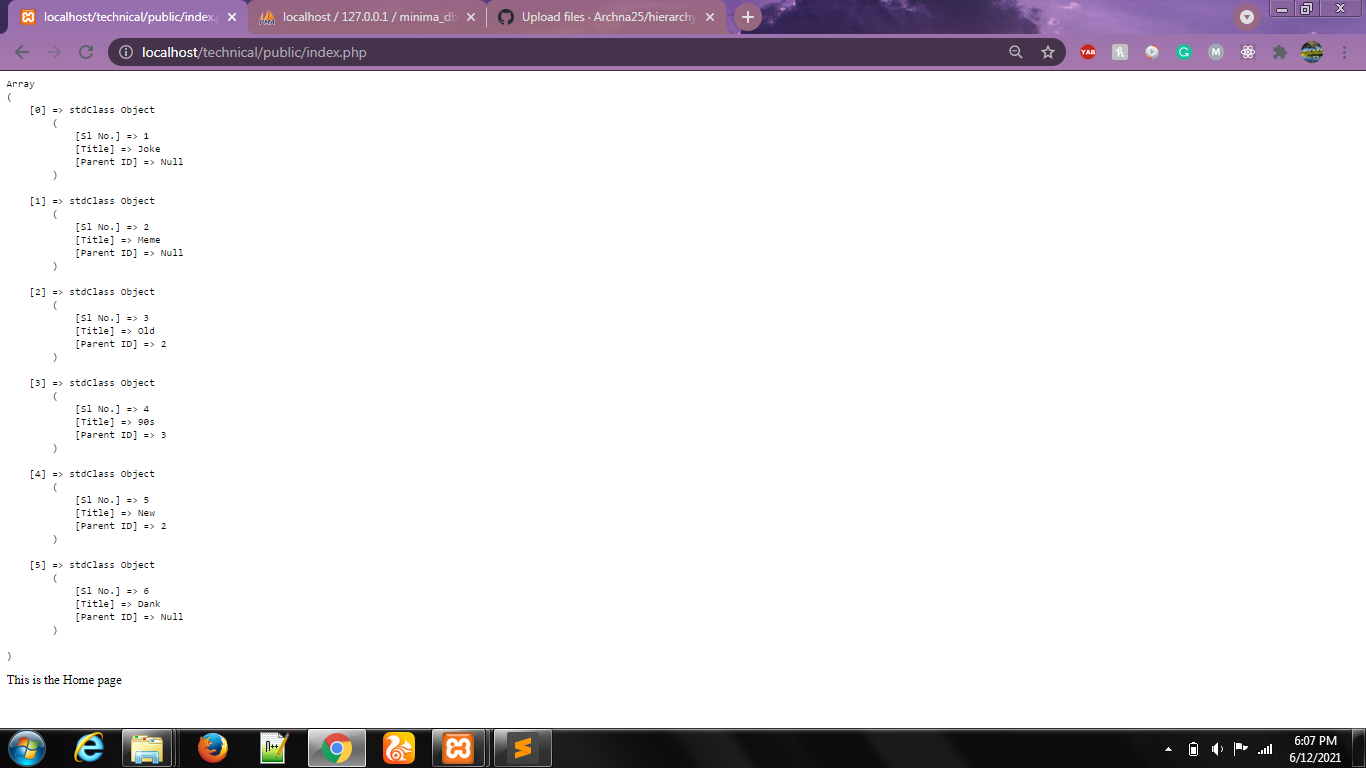 localhost/technical/public/index.p
localhost / 127.0.0.1 / minima_db
Upload files · Archna25/hierarchy
localhost/technical/public/index.php
YAB
G
M
Array
(
[0] => stdClass Object
(
[Sl No.] => 1
[Title] => Joke
[Parent ID] => Null
)
[1] => stdClass Object
(
[Sl No.] => 2
[Title] => Meme
[Parent ID] => Null
)
[2] => stdClass Object
(
[Sl No.] => 3
[Title] => Old
[Parent ID] => 2
)
[3] => stdClass Object
(
[Sl No.] => 4
[Title] => 90s
[Parent ID] => 3
)
[4] => stdClass Object
(
[Sl No.] => 5
[Title] => New
[Parent ID] => 2
)
[5] => stdClass Object
(
[Sl No.] => 6
[Title] => Dank
[Parent ID] => Null
)
)
This is the Home page
6:07 PM
6/12/2021